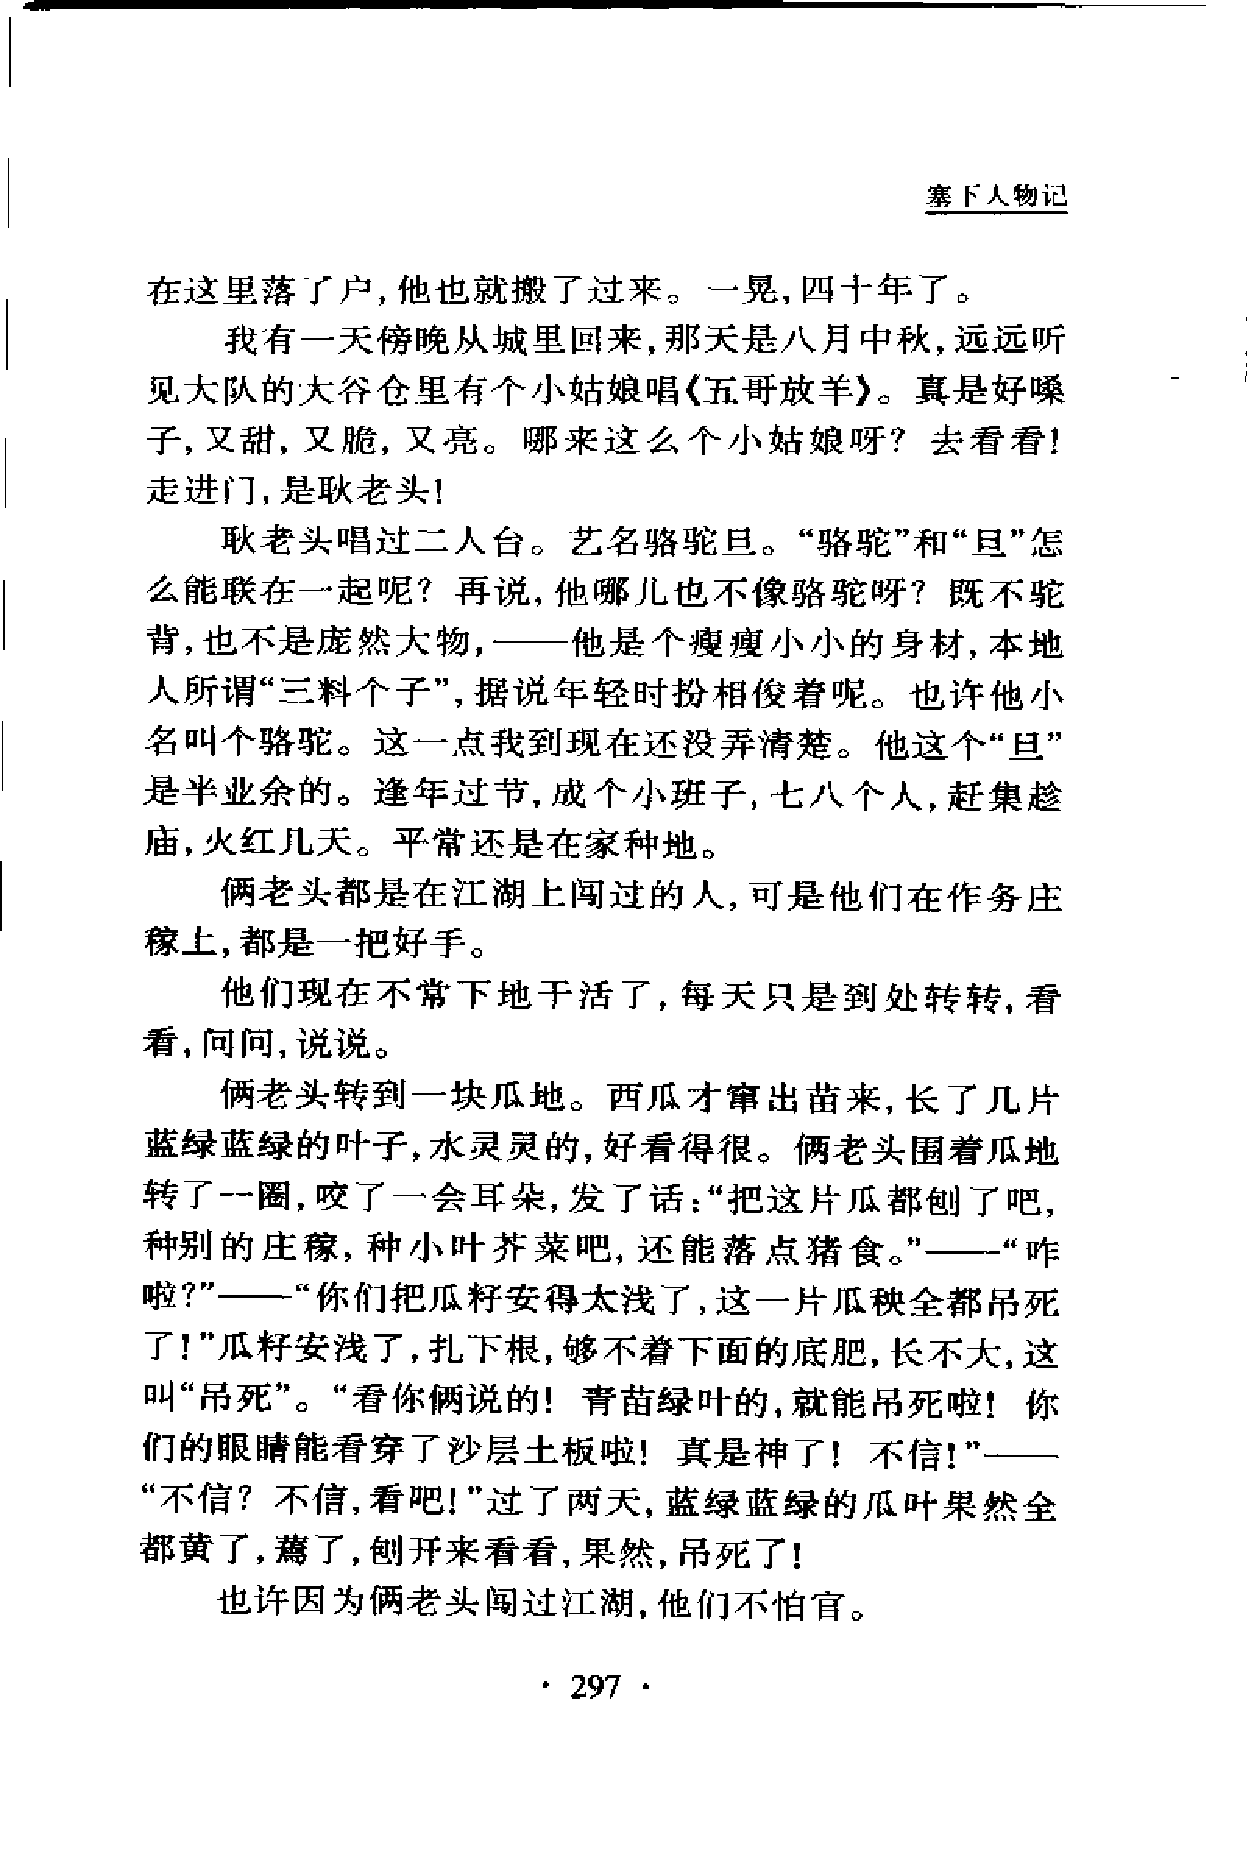 塞下人物记
在这里落了户，他也就搬了过来。一晃，四十年了。
我有一天傍晚从城里回来，那天是八月中秋，远远听
见大队的大谷仓里有个小姑娘唱《五哥放羊》。真是好嗓
子，又甜，又脆，又亮。哪来这么个小姑娘呀？去看看！
走进门，是耿老头！
耿老头唱过二人台。艺名骆驼旦。“骆驼”和“旦”怎
么能联在一起呢？再说，他哪儿也不像骆驼呀？既不驼
背，也不是庞然大物，——他是个瘦瘦小小的身材，本地
人所谓“三料个子”，据说年轻时扮相俊着呢。也许他小
名叫个骆驼。这一点我到现在还没弄清楚。他这个“旦”
是半业余的。逢年过节，成个小班子，七八个人，赶集趁
庙，火红几天。平常还是在家种地。
俩老头都是在江湖上闯过的人，可是他们在作务庄
稼上，都是一把好手。
他们现在不常下地干活了，每天只是到处转转，看
看，问问，说说。
俩老头转到一块瓜地。西瓜才窜出苗来，长了几片
蓝绿蓝绿的叶子，水灵灵的，好看得很。俩老头围着瓜地
转了一圈，咬了一会耳朵，发了话：“把这片瓜都刨了吧，
种别的庄稼，种小叶芥菜吧，还能落点猪食。”——“咋
啦？”——“你们把瓜籽安得太浅了，这一片瓜秧全都吊死
了！”瓜籽安浅了，扎下根，够不着下面的底肥，长不大，这
叫“吊死”。“看你俩说的！青苗绿叶的，就能吊死啦！你
们的眼睛能看穿了沙层土板啦！真是神了！不信！”——
“不信？不信，看吧！”过了两天，蓝绿蓝绿的瓜叶果然全
都黄了，蔫了，刨开来看看，果然，吊死了！
也许因为俩老头闯过江湖，他们不怕官。
· 297 ·